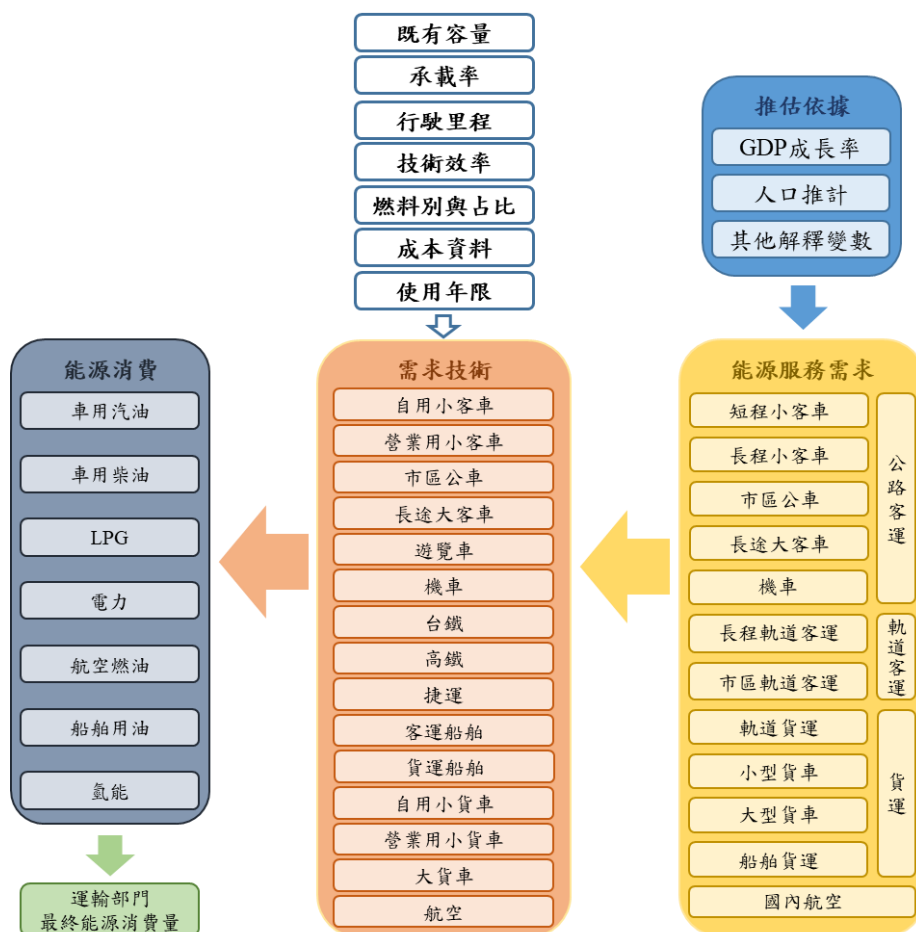 既有容量
承載率
行駛里程
技術效率
燃料別與占比
成本資料
使用年限
推估依據
GDP成長率
人口推計
其他解釋變數
能源消費
車用汽油
車用柴油
LPG
電力
航空燃油
船舶用油
氫能
運輸部門
最終能源消費量
需求技術
自用小客車
營業用小客車
市區公車
長途大客車
遊覽車
機車
台鐵
高鐵
捷運
客運船舶
貨運船舶
自用小貨車
營業用小貨車
大貨車
航空
能源服務需求
短程小客車
長程小客車
市區公車
長途大客車
機車
公路客運
長程軌道客運
市區軌道客運
軌道客運
軌道貨運
小型貨車
大型貨車
船舶貨運
貨運
國內航空